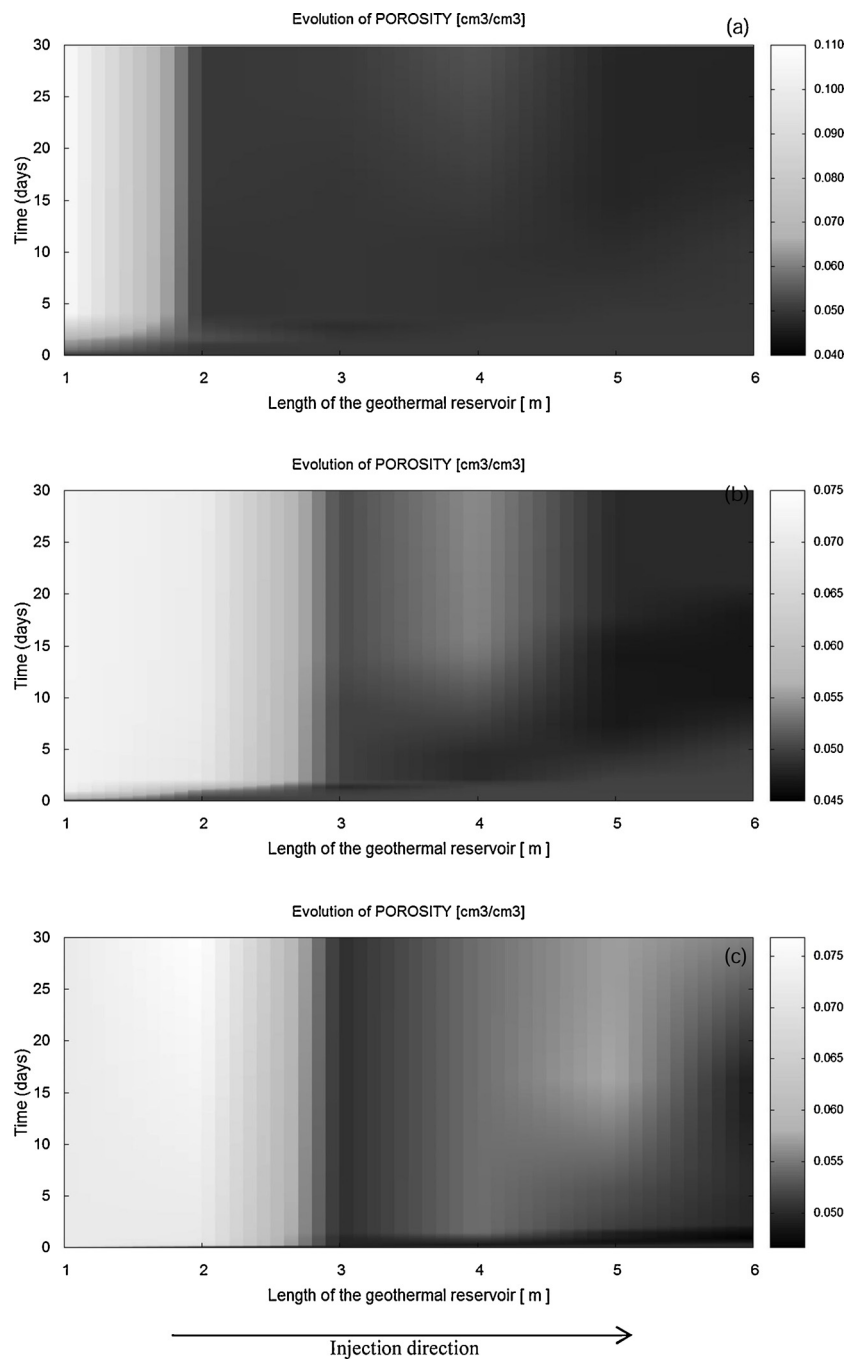 Evolution of POROSITY [cm3/cm3]
(a)
30
25
20
15
10
5
0
Time (days)
1 2 3 4 5 6
Length of the geothermal reservoir [ m ]
0.110
0.100
0.090
0.080
0.070
0.060
0.050
0.040
Evolution of POROSITY [cm3/cm3]
(b)
30
25
20
15
10
5
0
Time (days)
1 2 3 4 5 6
Length of the geothermal reservoir [ m ]
0.075
0.070
0.065
0.060
0.055
0.050
0.045
Evolution of POROSITY [cm3/cm3]
(c)
30
25
20
15
10
5
0
Time (days)
1 2 3 4 5 6
Length of the geothermal reservoir [ m ]
0.075
0.070
0.065
0.060
0.055
0.050
Injection direction